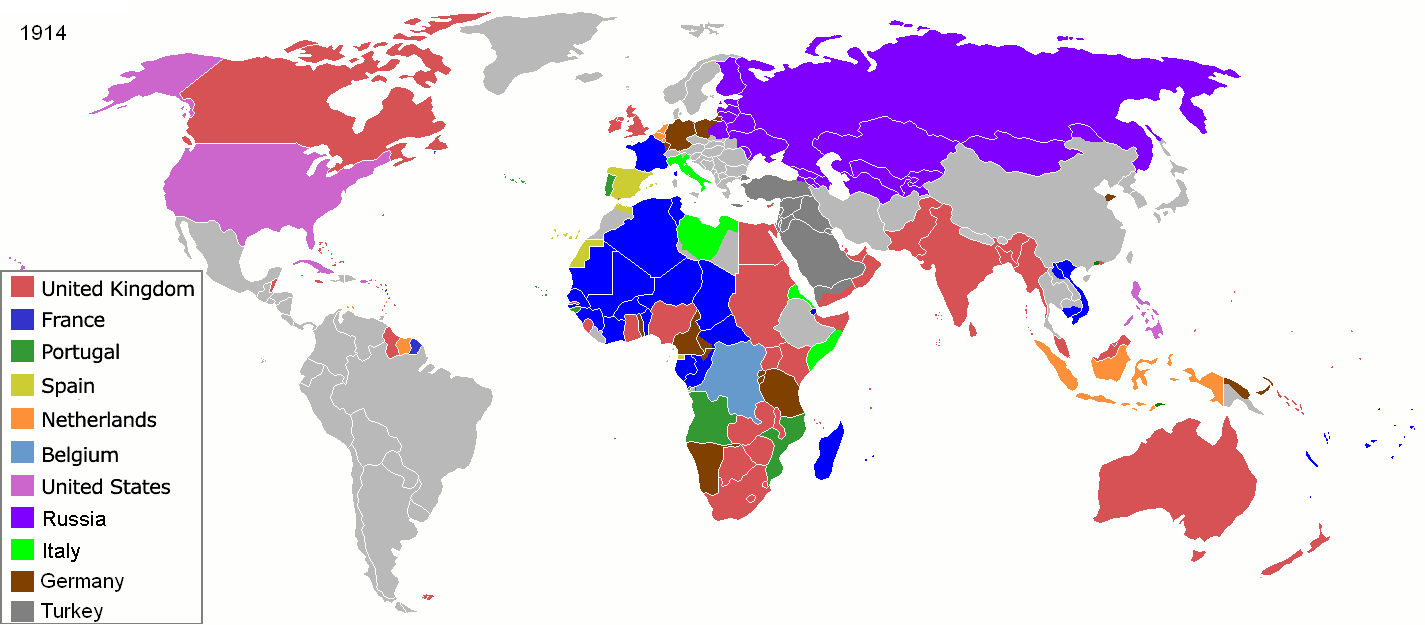 1914
United Kingdom
France
Portugal
Spain
Netherlands
Belgium
United States
Russia
Italy
Germany
Turkey